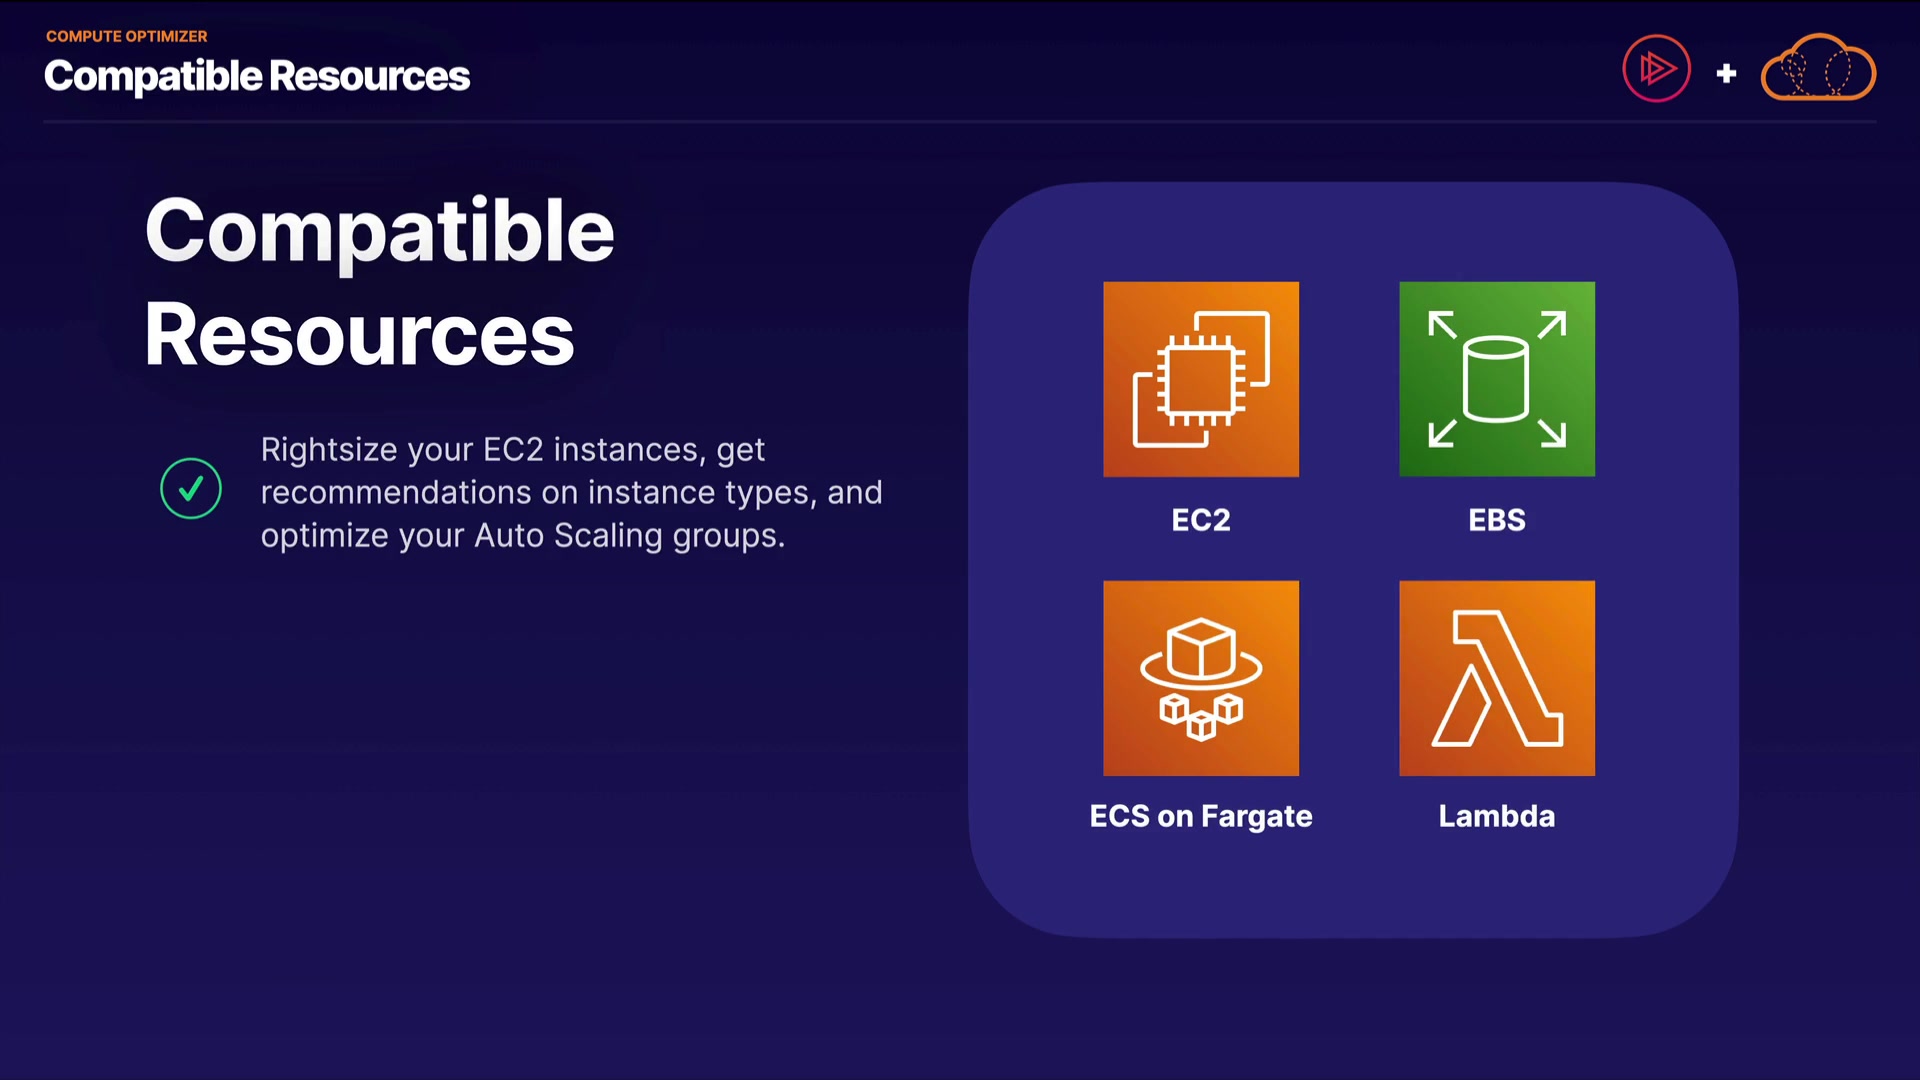 COMPUTE OPTIMIZER
Compatible Resources
+
Compatible
Resources
Rightsize your EC2 instances, get
recommendations on instance types, and
optimize your Auto Scaling groups.
EC2
EBS
ECS on Fargate
Lambda